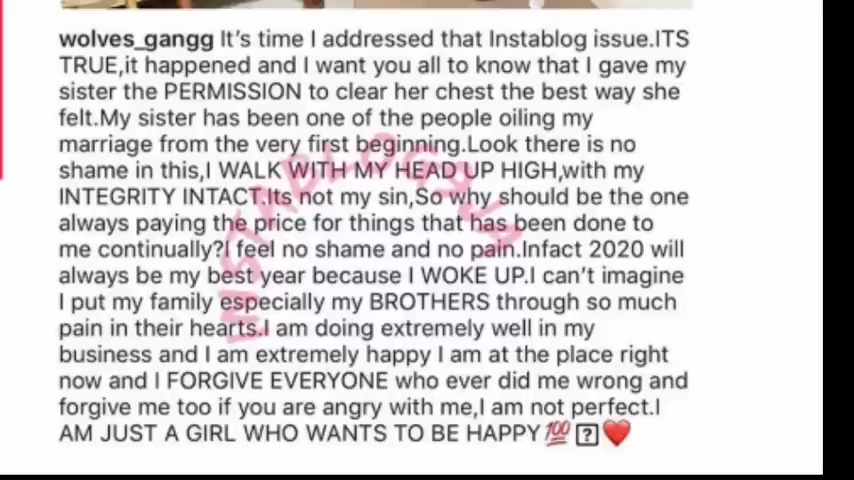 wolves_gangg It's time I addressed that Instablog issue.ITS
TRUE,it happened and I want you all to know that I gave my
sister the PERMISSION to clear her chest the best way she
felt.My sister has been one of the people oiling my
marriage from the very first beginning.Look there is no
shame in this,I WALK WITH MY HEAD UP HIGH,with my
INTEGRITY INTACT.Its not my sin,So why should be the one
always paying the price for things that has been done to
me continually?I feel no shame and no pain.Infact 2020 will
always be my best year because I WOKE UP.I can't imagine
I put my family especially my BROTHERS through so much
pain in their hearts.I am doing extremely well in my
business and I am extremely happy I am at the place right
now and I FORGIVE EVERYONE who ever did me wrong and
forgive me too if you are angry with me,I am not perfect.I
AM JUST A GIRL WHO WANTS TO BE HAPPY💯❤️
INSTABLOG9JA